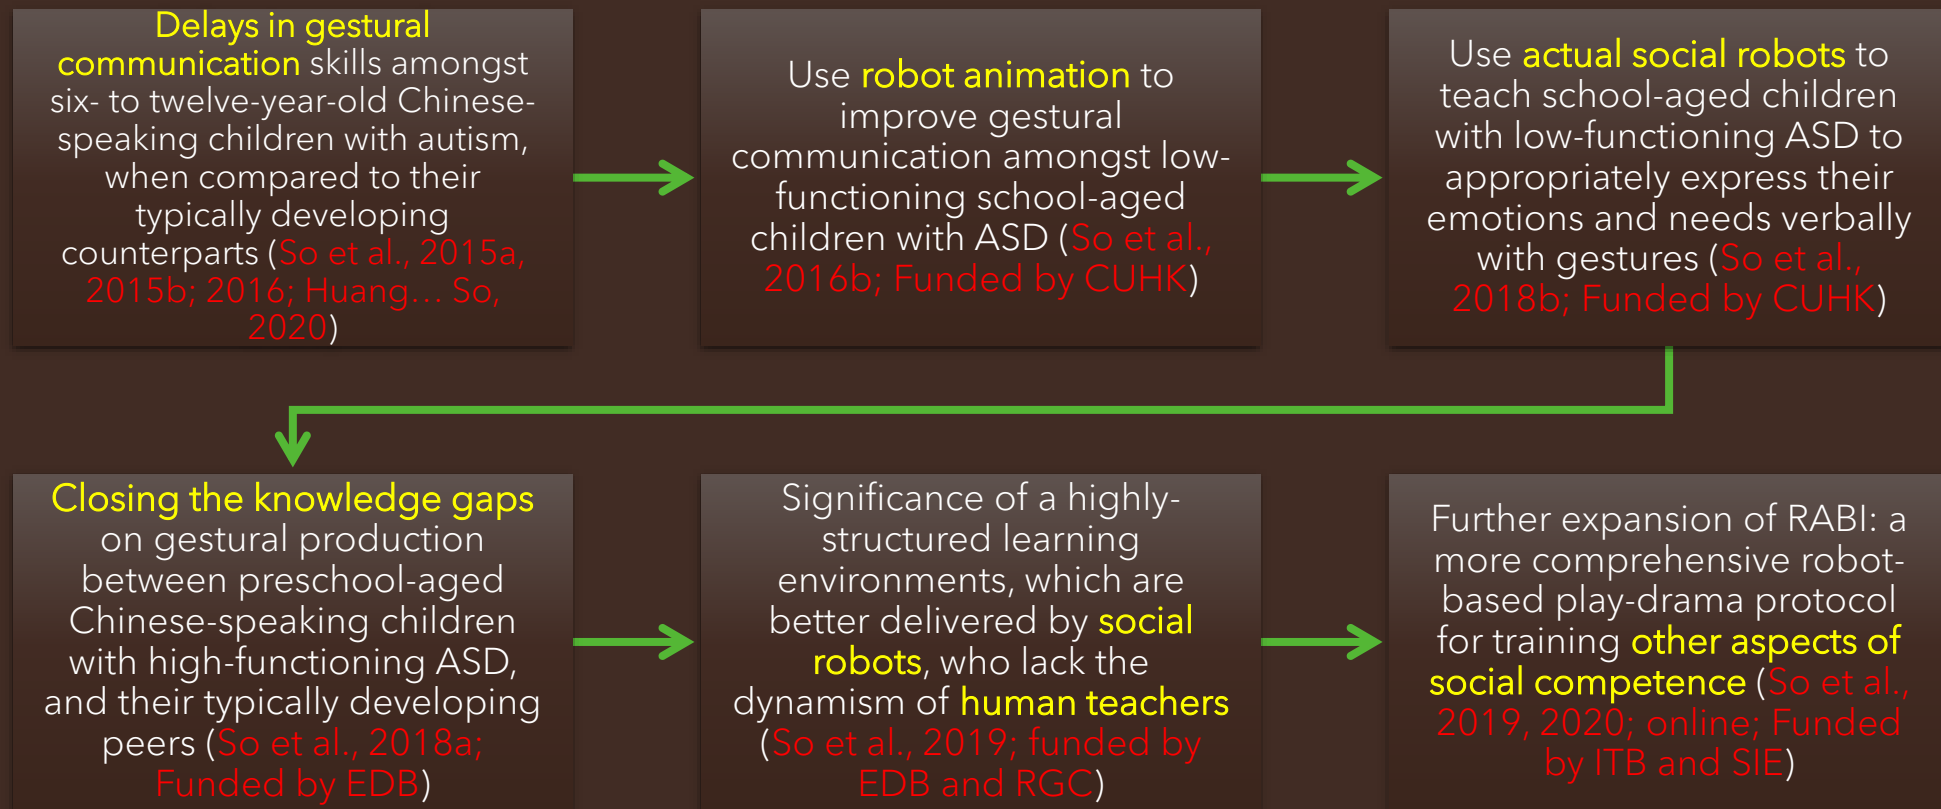 Delays in gestural
communication skills amongst
six- to twelve-year-old Chinese-
speaking children with autism,
when compared to their
typically developing
counterparts (So et al., 2015a,
2015b; 2016; Huang… So,
2020)
Use robot animation to
improve gestural
communication amongst low-
functioning school-aged
children with ASD (So et al.,
2016b; Funded by CUHK)
Use actual social robots to
teach school-aged children
with low-functioning ASD to
appropriately express their
emotions and needs verbally
with gestures (So et al.,
2018b; Funded by CUHK)
Closing the knowledge gaps
on gestural production
between preschool-aged
Chinese-speaking children
with high-functioning ASD,
and their typically developing
peers (So et al., 2018a;
Funded by EDB)
Significance of a highly-
structured learning
environments, which are
better delivered by social
robots, who lack the
dynamism of human teachers
(So et al., 2019; funded by
EDB and RGC)
Further expansion of RABI: a
more comprehensive robot-
based play-drama protocol
for training other aspects of
social competence (So et al.,
2019, 2020; online; Funded
by ITB and SIE)